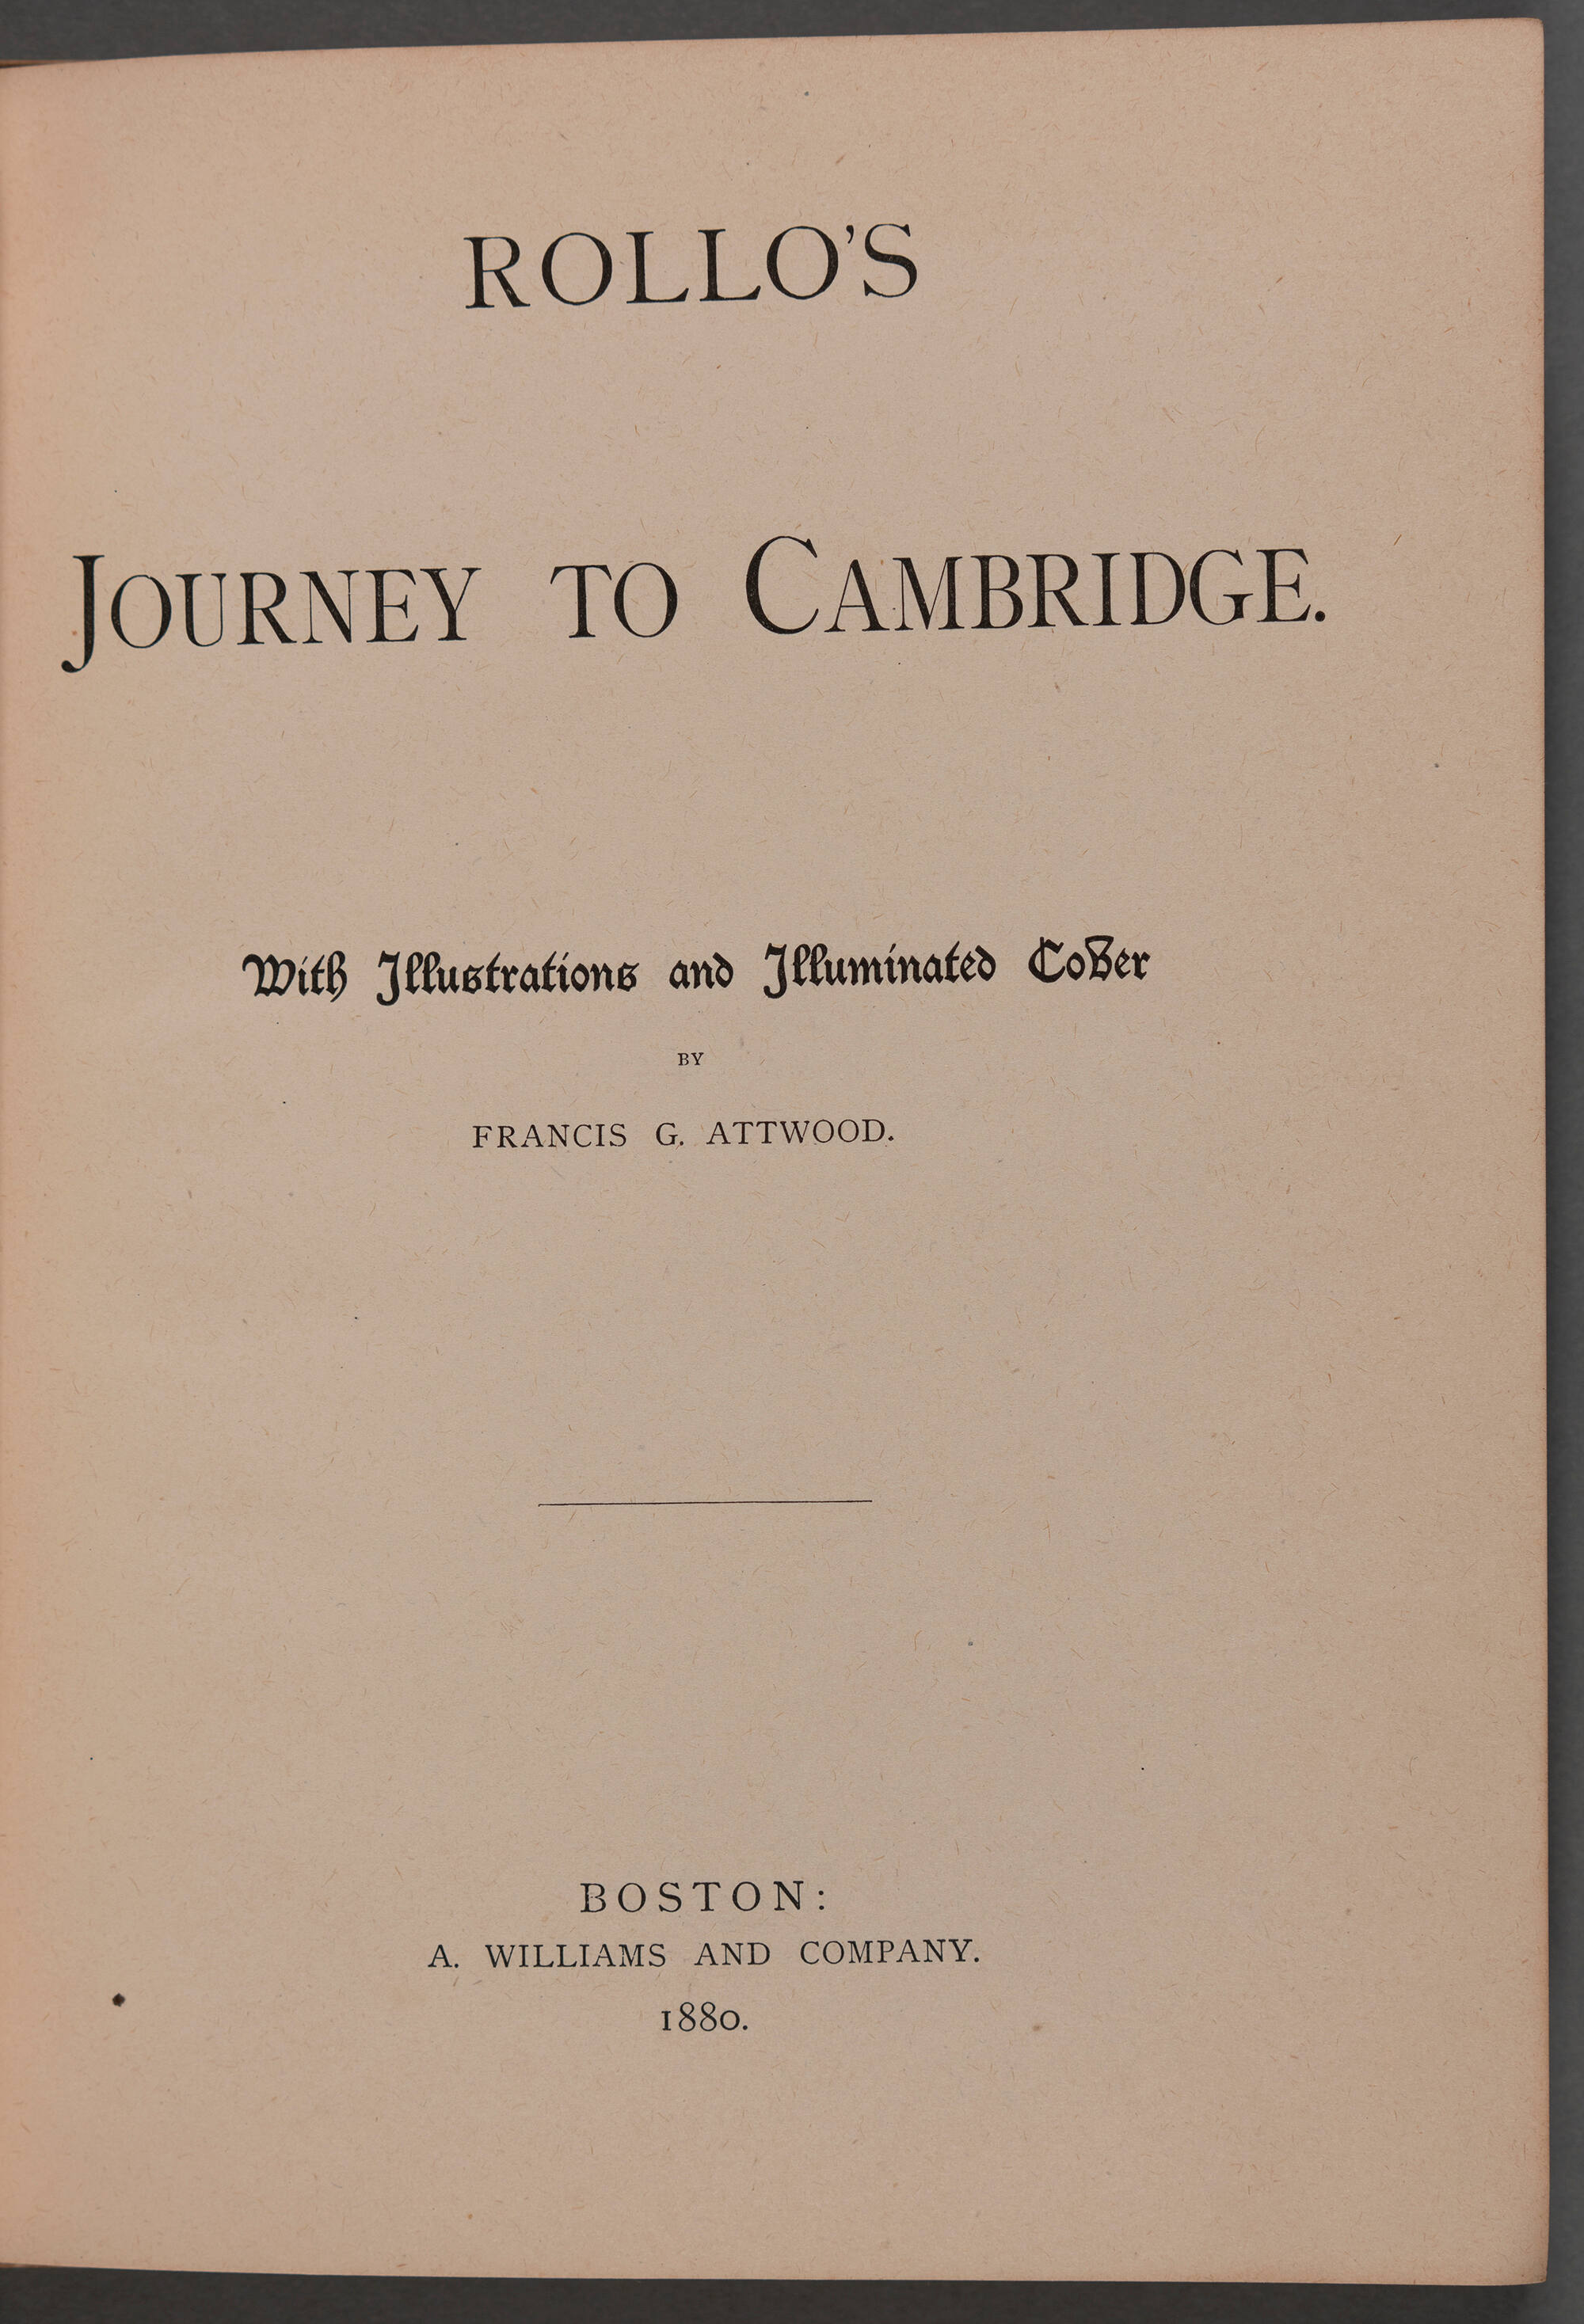 ROLLO'S
JOURNEY TO CAMBRIDGE.
With Illustrations and Illuminated Cover
BY
FRANCIS G. ATTWOOD.
BOSTON:
A. WILLIAMS AND COMPANY.
1880.